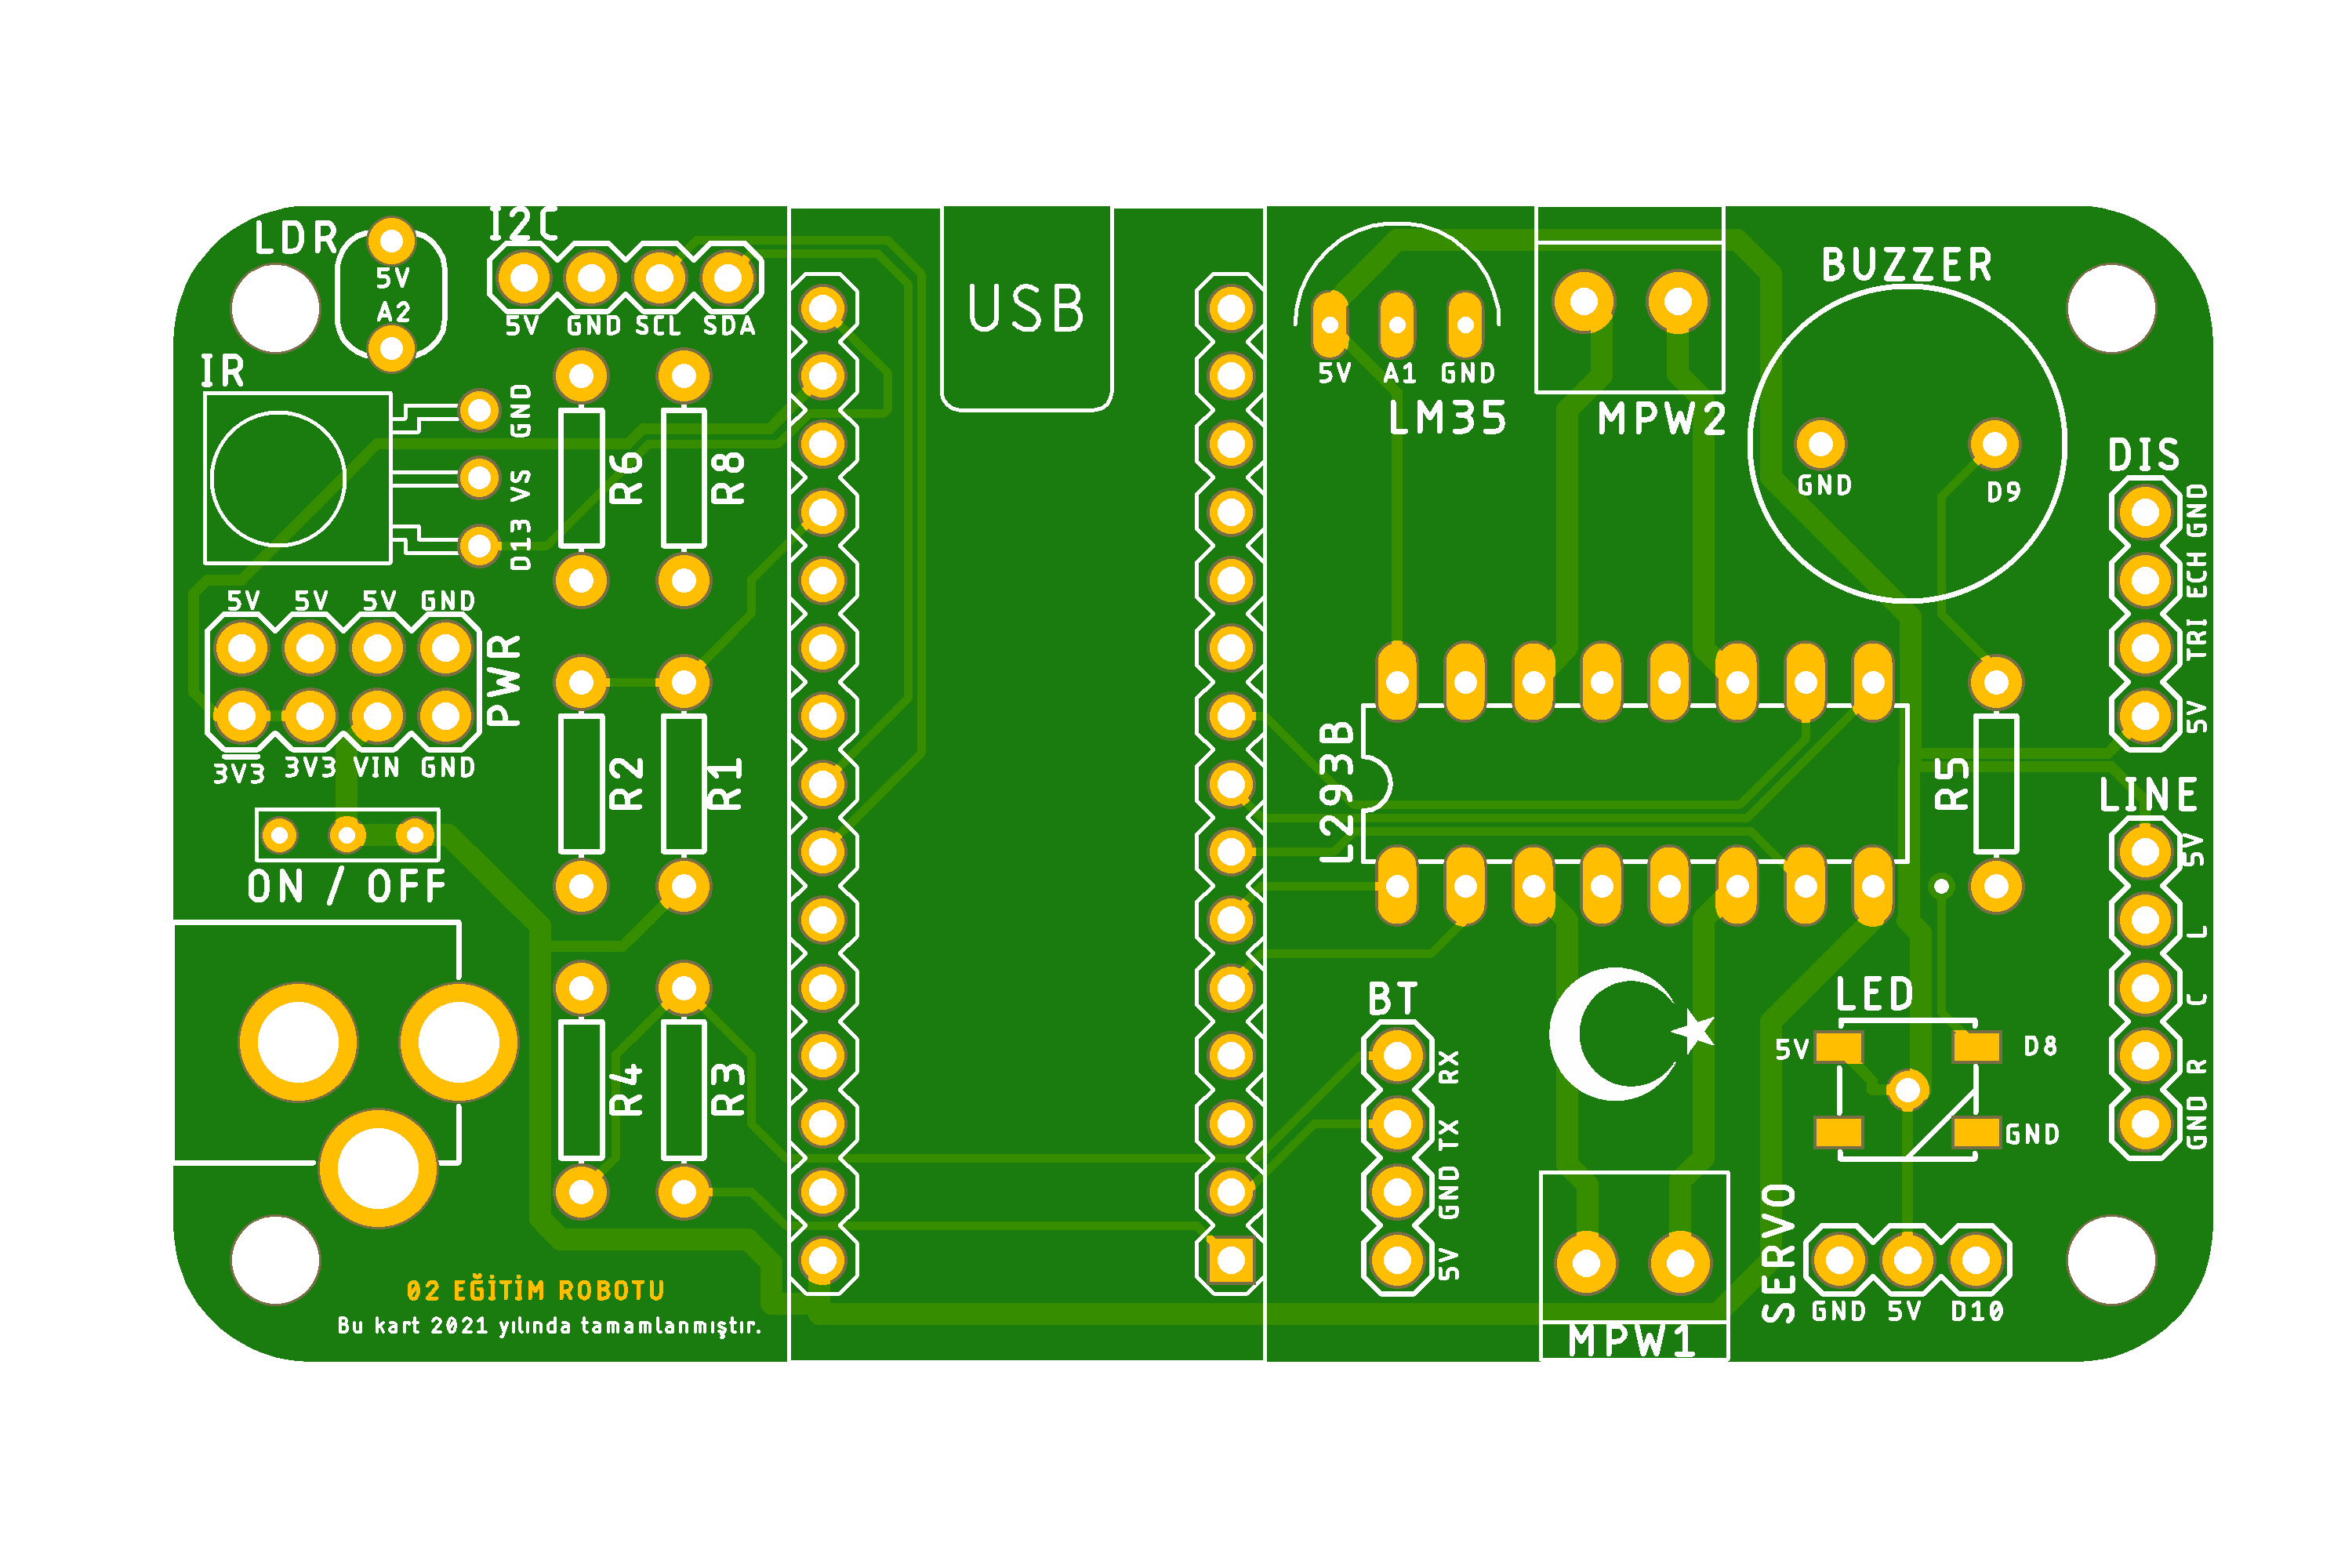 LDR
5V
A2
I2C
5V GND SCL SDA
USB
5V A1 GND
LM35
MPW2
BUZZER
GND
D9
IR
GND
VS
D13
R6
R8
DIS
GND
ECH
TRI
5V
5V 5V 5V GND
PWR
3V3 3V3 VIN GND
R2
R1
L293B
R5
LINE
5V
L
C
R
GND
ON / OFF
BT
RX
TX
GND
5V
LED
5V
D8
GND
R4
R3
SERVO
GND 5V D10
MPW1
02 EĞİTİM ROBOTU
Bu kart 2021 yılında tamamlanmıştır.